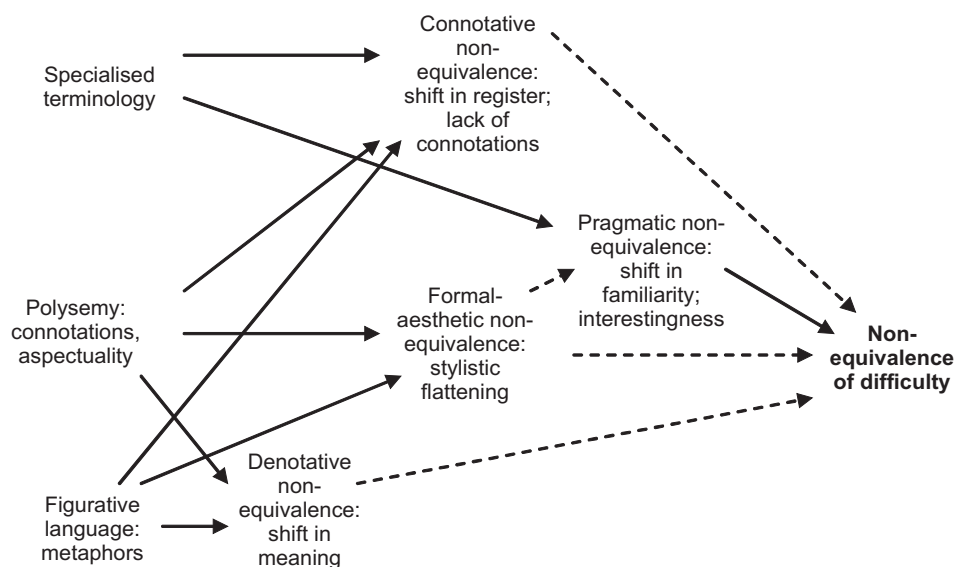 Connotative
non-
equivalence:
shift in register;
lack of
connotations
Specialised
terminology
Pragmatic non-
equivalence:
shift in
familiarity;
interestingness
Polysemy:
connotations,
aspectuality
Formal-
aesthetic non-
equivalence:
stylistic
flattening
Non-
equivalence
of difficulty
Denotative
non-
equivalence:
shift in
meaning
Figurative
language:
metaphors